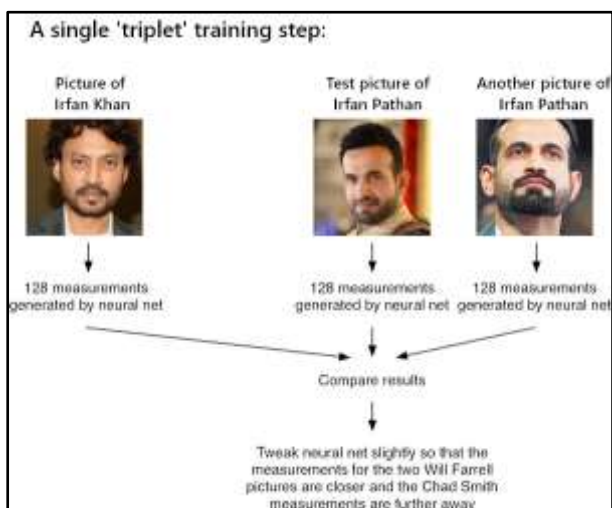 A single 'triplet' training step:
Picture of
Irfan Khan
Test picture of
Irfan Pathan
Another picture of
Irfan Pathan
128 measurements
generated by neural net
128 measurements
generated by neural net
128 measurements
generated by neural net
Compare results
Tweak neural net slightly so that the
measurements for the two Will Farrell
pictures are closer and the Chad Smith
measurements are further away